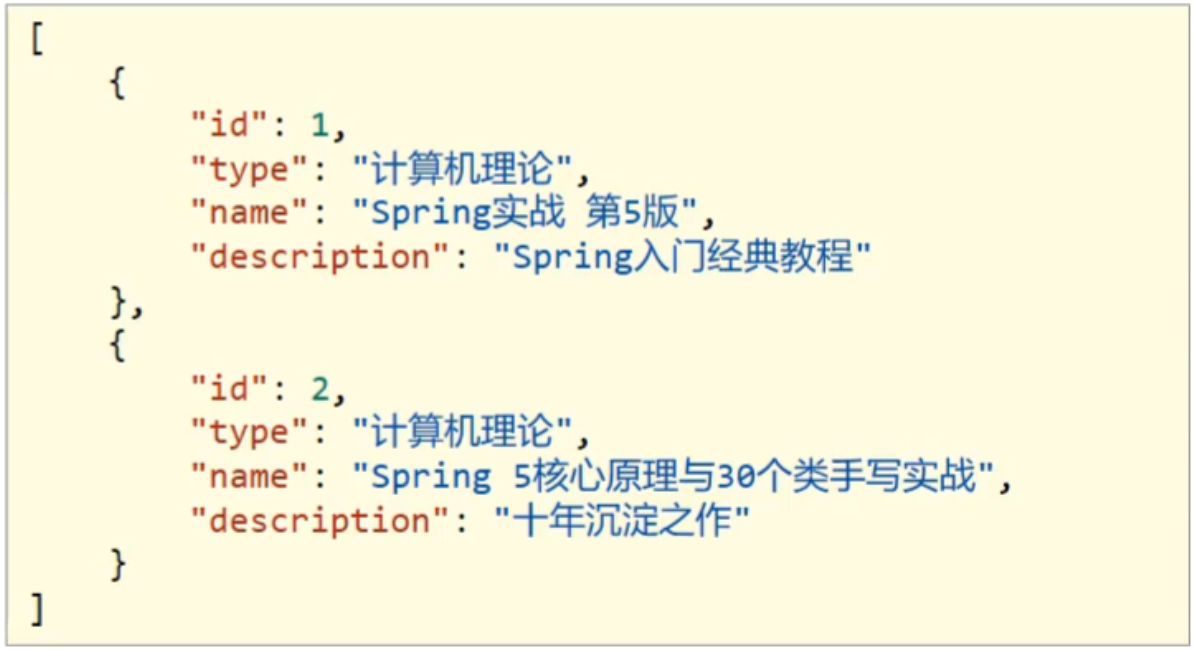 [
    {
        "id": 1,
        "type": "计算机理论",
        "name": "Spring实战 第5版",
        "description": "Spring入门经典教程"
    },
    {
        "id": 2,
        "type": "计算机理论",
        "name": "Spring 5核心原理与30个类手写实战",
        "description": "十年沉淀之作"
    }
]